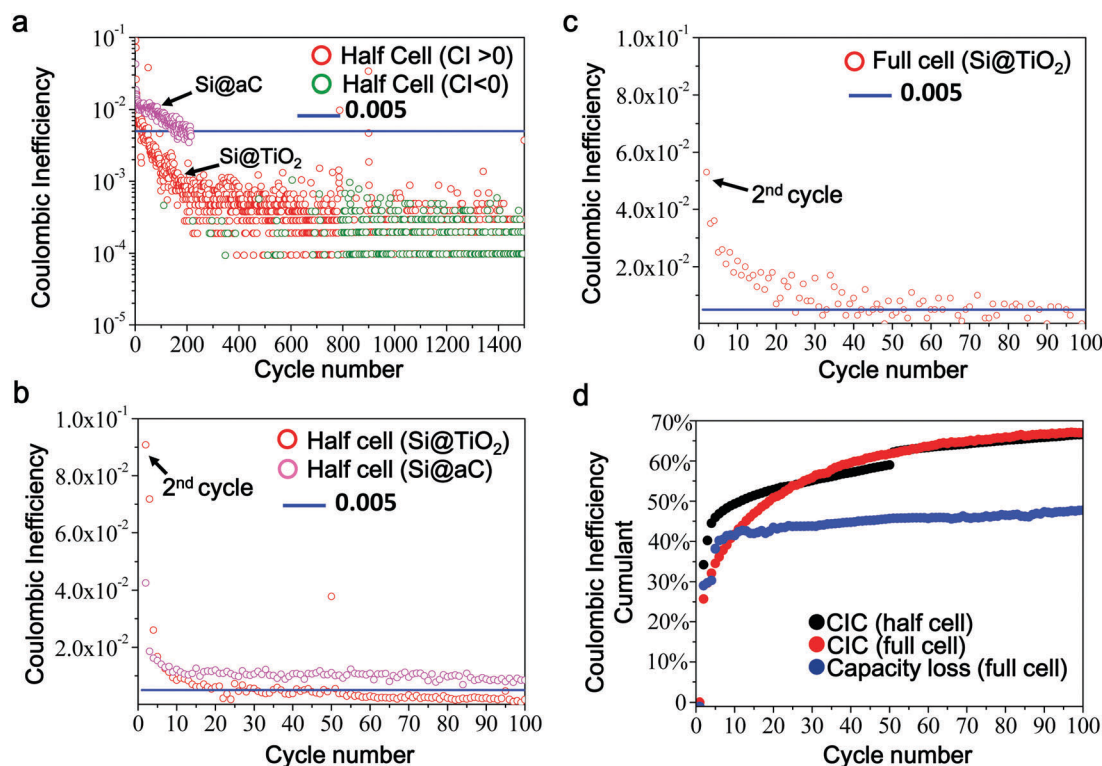 a
10⁻¹
10⁻²
10⁻³
10⁻⁴
10⁻⁵
Coulombic Inefficiency
Half Cell (CI >0)
Half Cell (CI<0)
0.005
Si@aC
Si@TiO₂
0 200 400 600 800 1000 1200 1400
Cycle number
b
1.0x10⁻¹
8.0x10⁻²
6.0x10⁻²
4.0x10⁻²
2.0x10⁻²
Coulombic Inefficiency
Half cell (Si@TiO₂)
Half cell (Si@aC)
0.005
2ⁿᵈ cycle
0 10 20 30 40 50 60 70 80 90 100
Cycle number
c
1.0x10⁻¹
8.0x10⁻²
6.0x10⁻²
4.0x10⁻²
2.0x10⁻²
Coulombic Inefficiency
Full cell (Si@TiO₂)
0.005
2ⁿᵈ cycle
0 10 20 30 40 50 60 70 80 90 100
Cycle number
d
70%
60%
50%
40%
30%
20%
10%
0
Coulombic Inefficiency
Cumulant
CIC (half cell)
CIC (full cell)
Capacity loss (full cell)
0 10 20 30 40 50 60 70 80 90 100
Cycle number